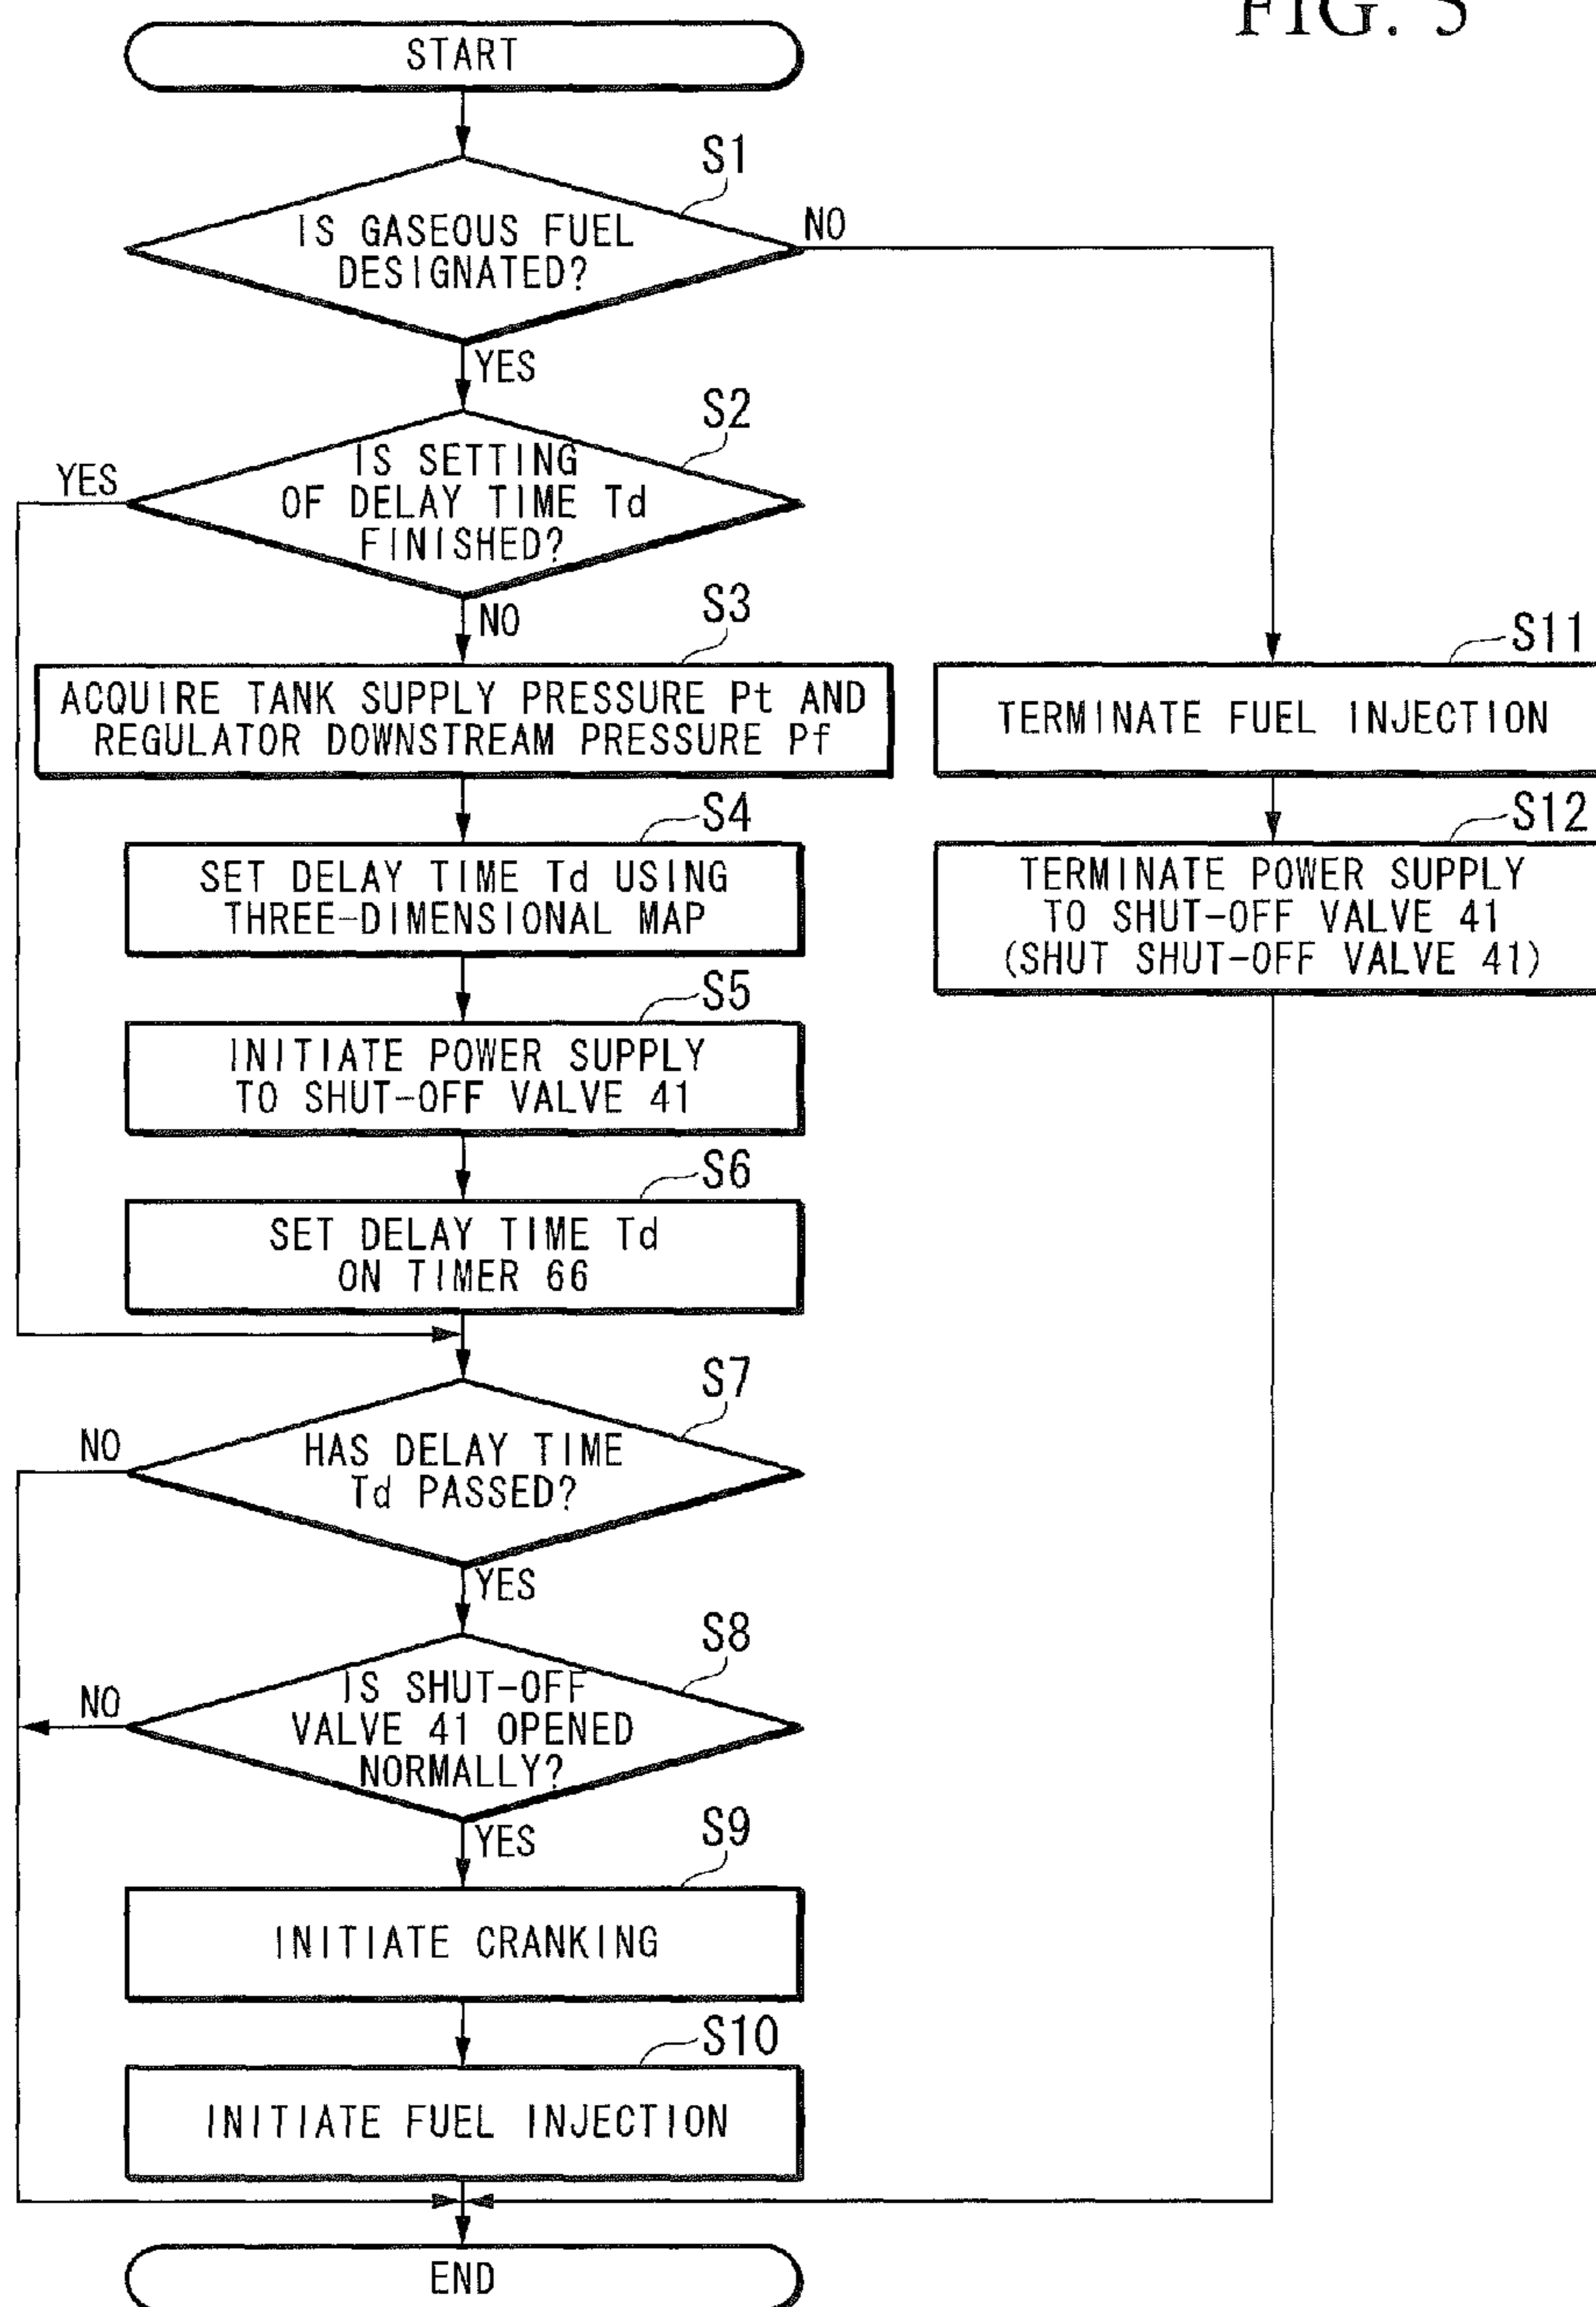 FIG. 5
START
S1
IS GASEOUS FUEL
DESIGNATED?
NO
YES
S2
IS SETTING
OF DELAY TIME Td
FINISHED?
YES
NO
S3
ACQUIRE TANK SUPPLY PRESSURE Pt AND
REGULATOR DOWNSTREAM PRESSURE Pf
S11
TERMINATE FUEL INJECTION
S4
SET DELAY TIME Td USING
THREE-DIMENSIONAL MAP
S12
TERMINATE POWER SUPPLY
TO SHUT-OFF VALVE 41
(SHUT SHUT-OFF VALVE 41)
S5
INITIATE POWER SUPPLY
TO SHUT-OFF VALVE 41
S6
SET DELAY TIME Td
ON TIMER 66
S7
HAS DELAY TIME
Td PASSED?
NO
YES
S8
IS SHUT-OFF
VALVE 41 OPENED
NORMALLY?
NO
YES
S9
INITIATE CRANKING
S10
INITIATE FUEL INJECTION
END